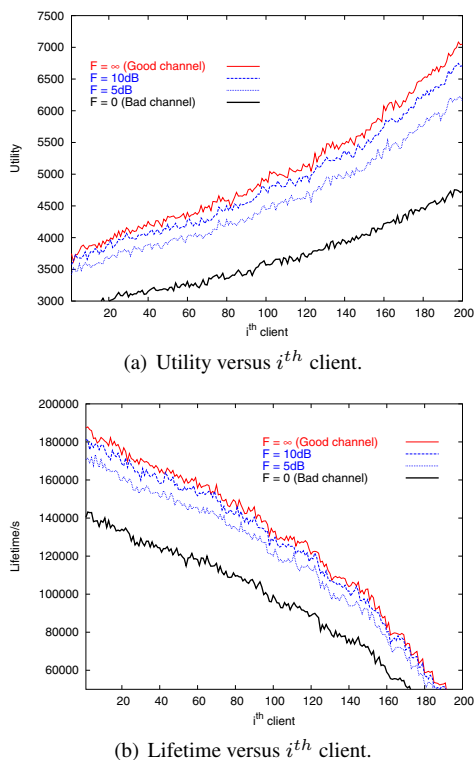 7500
7000
6500
6000
5500
5000
4500
4000
3500
3000
Utility
F = ∞ (Good channel)
F = 10dB
F = 5dB
F = 0 (Bad channel)
20 40 60 80 100 120 140 160 180 200
i^th client
(a) Utility versus i^th client.
200000
180000
160000
140000
120000
100000
80000
60000
Lifetime/s
F = ∞ (Good channel)
F = 10dB
F = 5dB
F = 0 (Bad channel)
20 40 60 80 100 120 140 160 180 200
i^th client
(b) Lifetime versus i^th client.